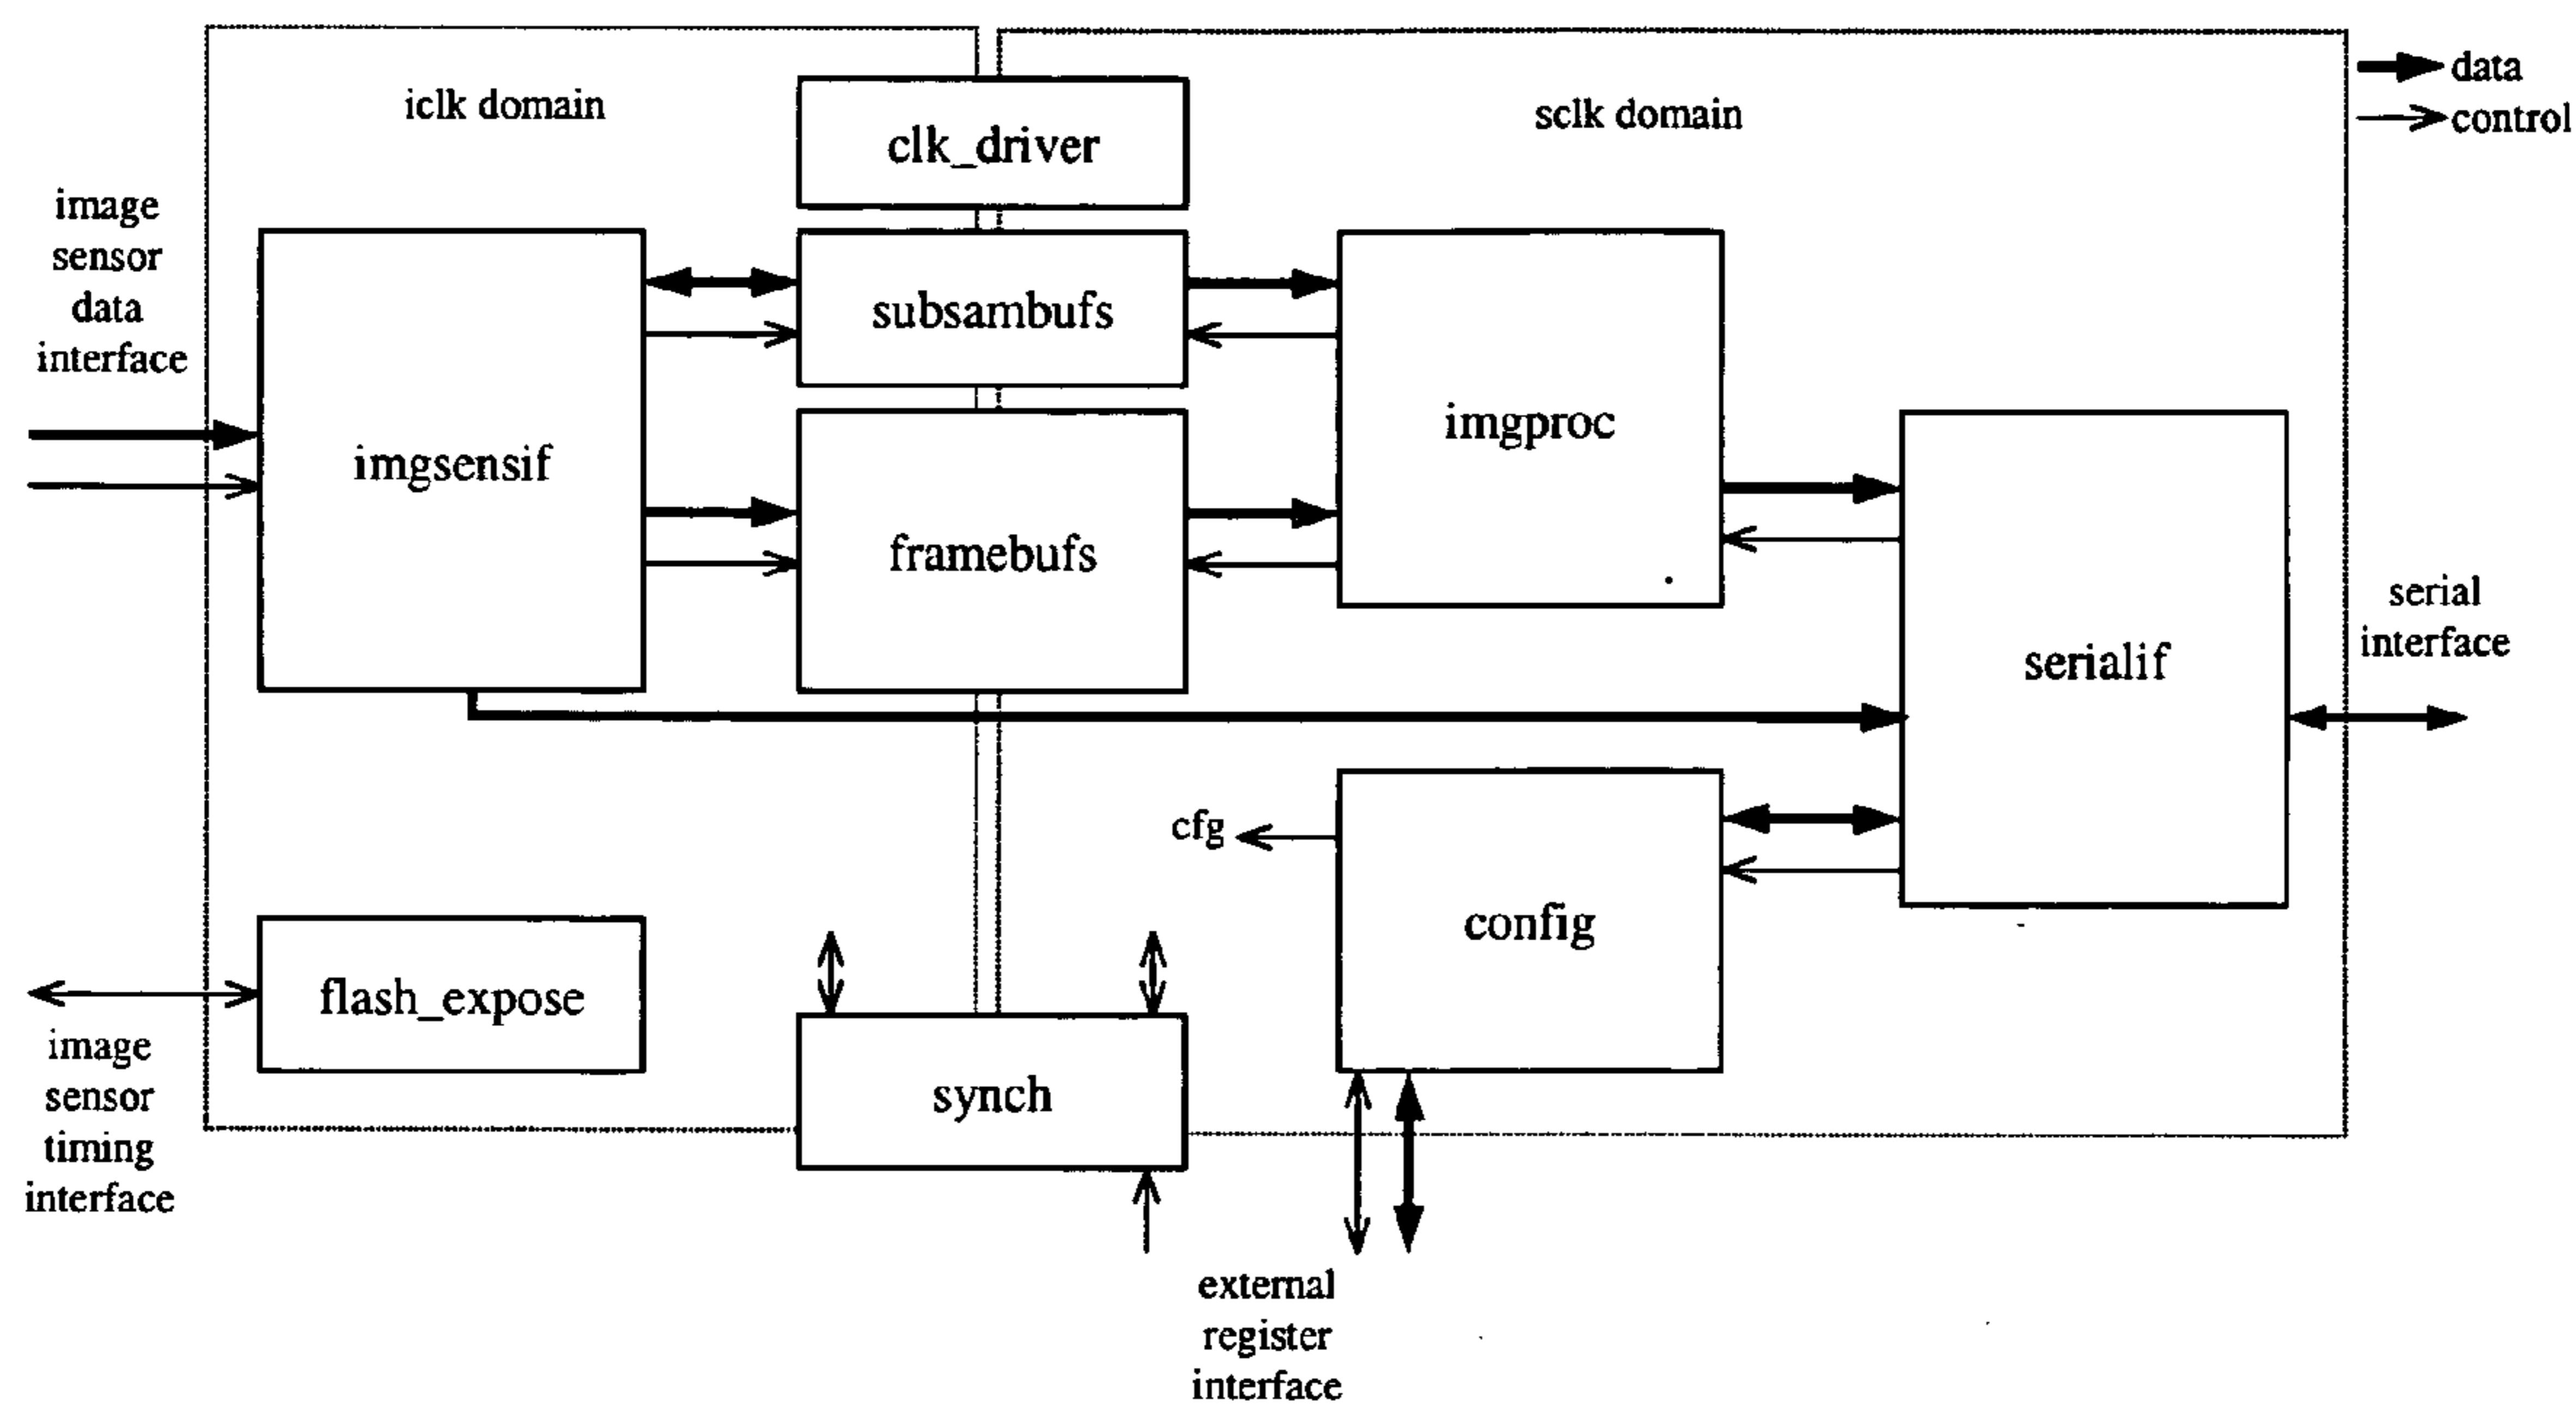 iclk domain
clk_driver
sclk domain
data
control
image
sensor
data
interface
imgsensif
subsambufs
framebufs
imgproc
serialif
serial
interface
cfg
config
flash_expose
image
sensor
timing
interface
synch
external
register
interface